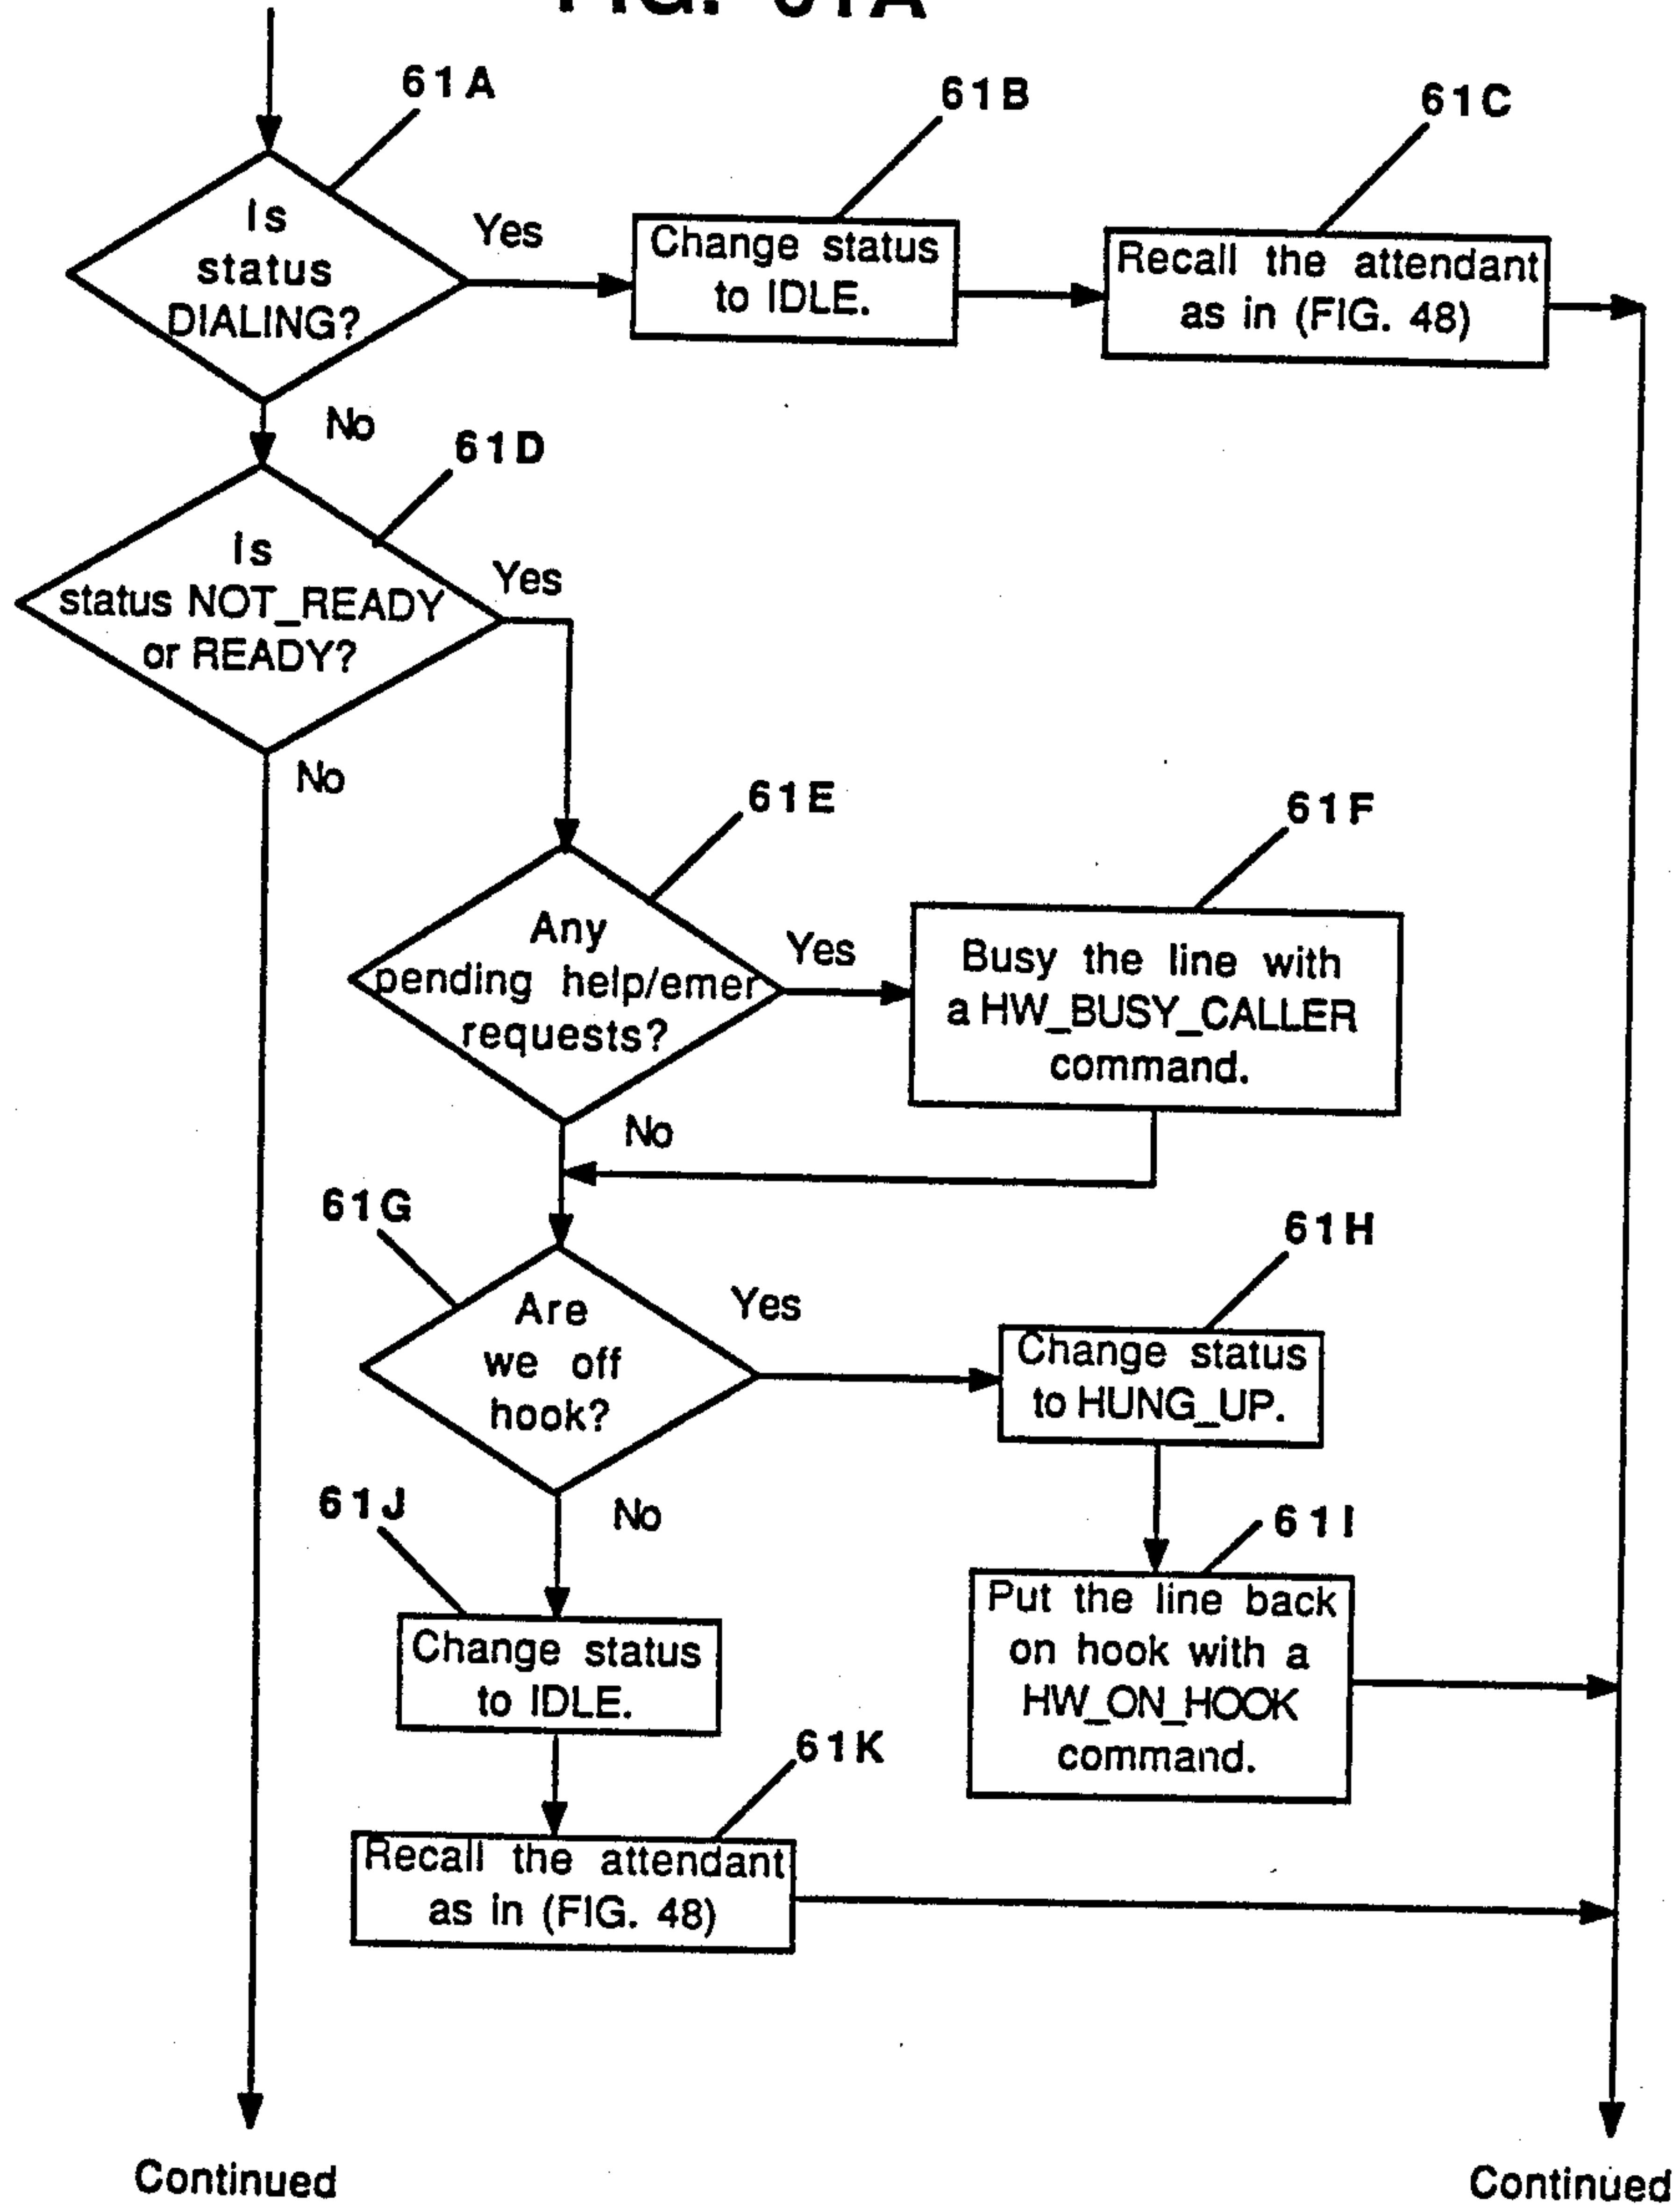 FIG. 61A
61A
61B
61C
Is
status
DIALING?
Yes
Change status
to IDLE.
Recall the attendant
as in (FIG. 48)
No
61D
Is
status NOT_READY
or READY?
Yes
No
61E
61F
Any
pending help/emer
requests?
Yes
Busy the line with
a HW_BUSY_CALLER
command.
No
61G
61H
Are
we off
hook?
Yes
Change status
to HUNG_UP.
61J
No
61I
Change status
to IDLE.
Put the line back
on hook with a
HW_ON_HOOK
command.
61K
Recall the attendant
as in (FIG. 48)
Continued
Continued